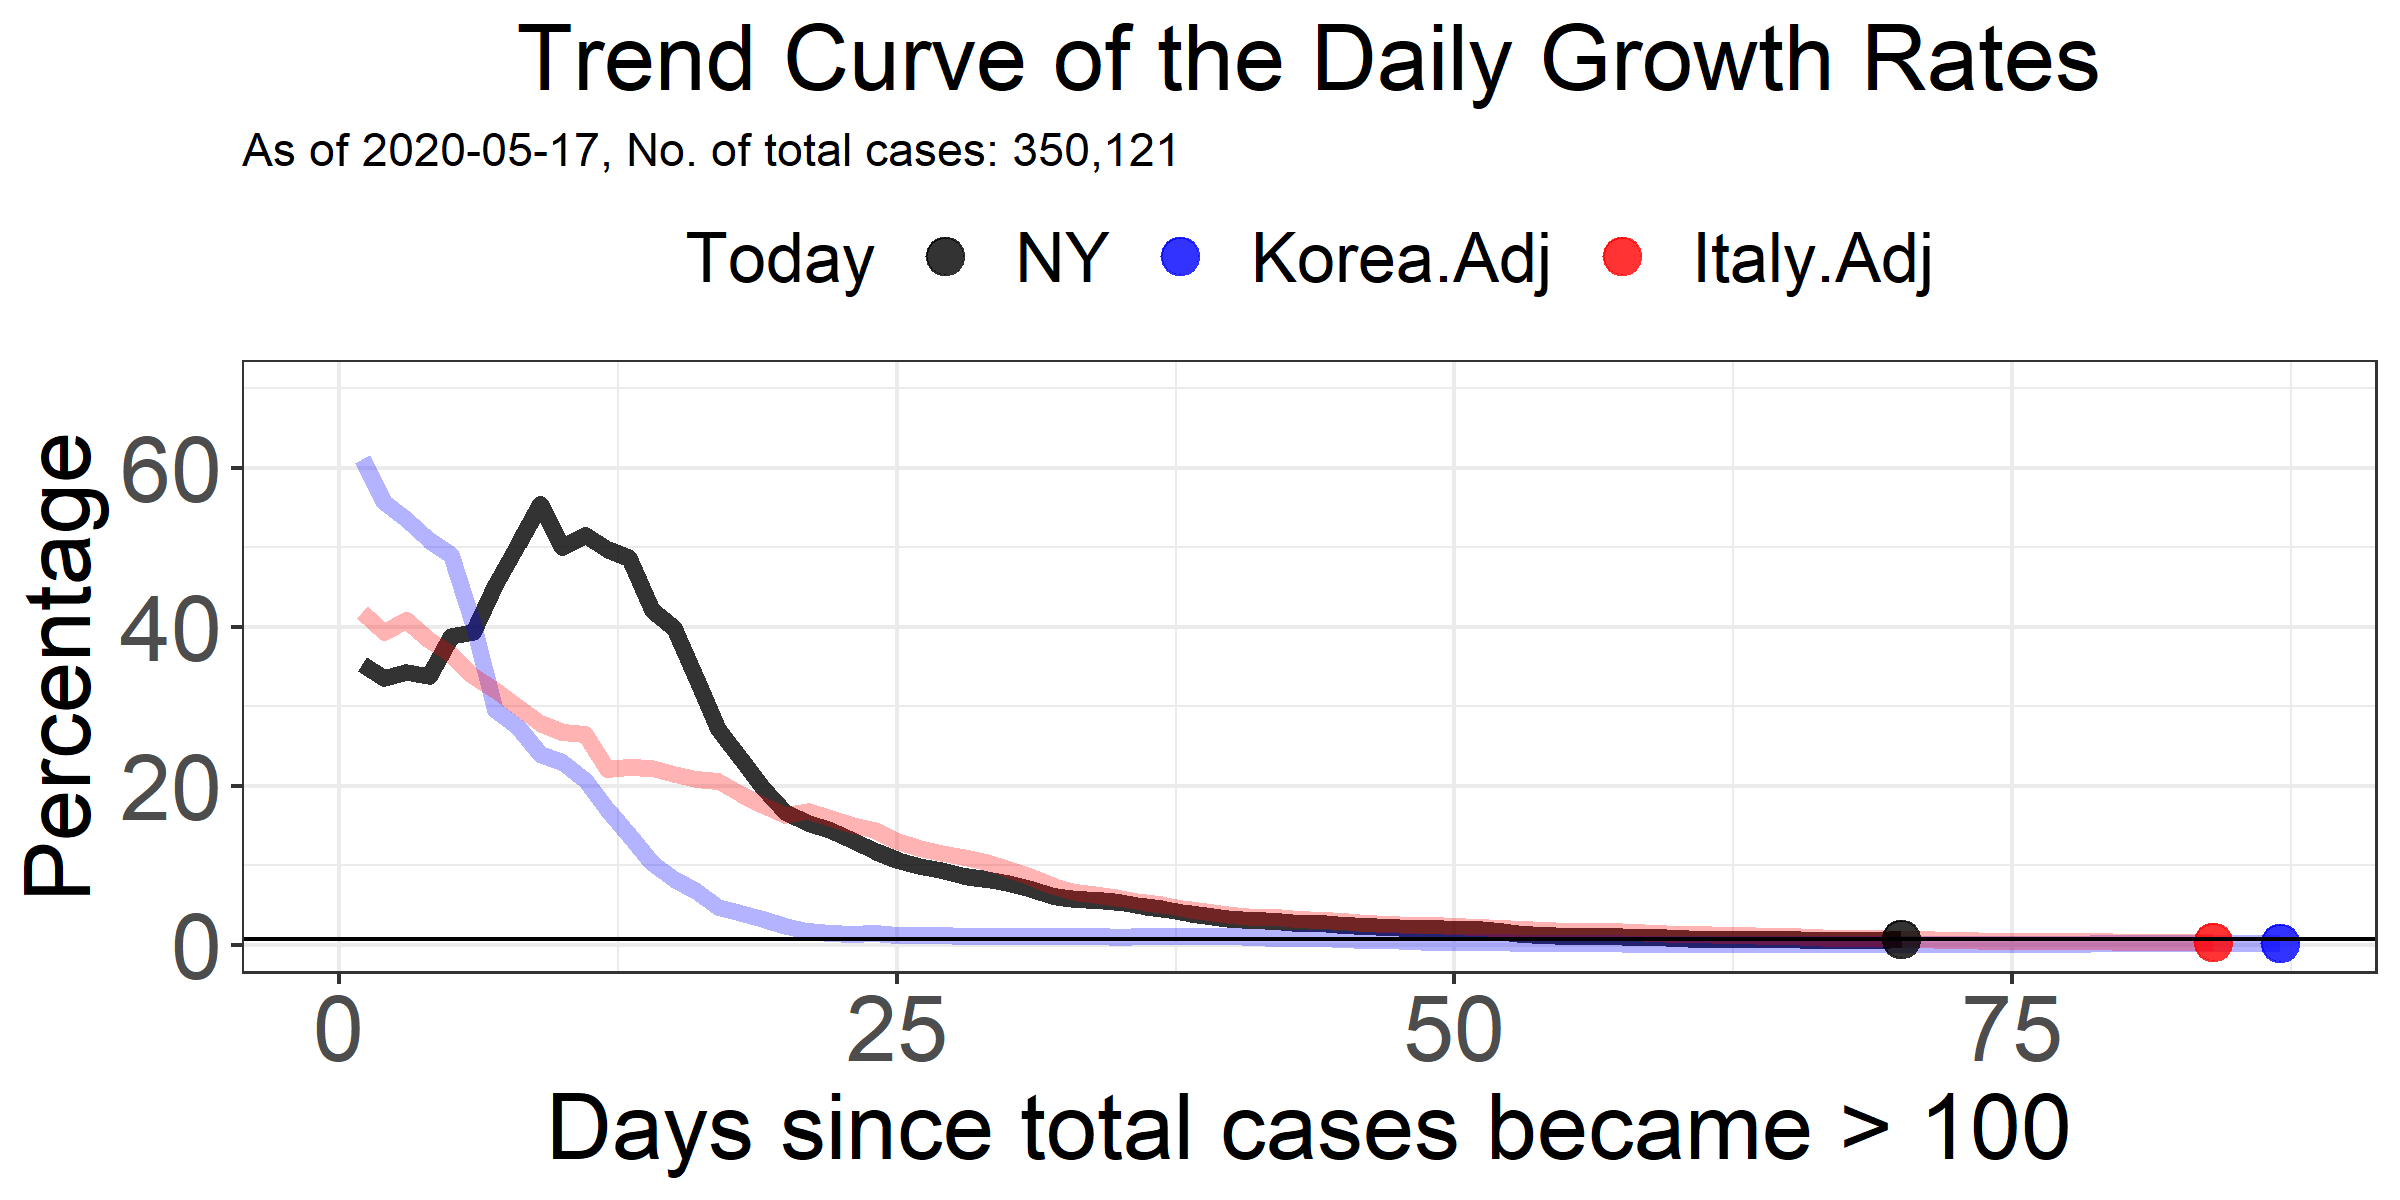 Trend Curve of the Daily Growth Rates
As of 2020-05-17, No. of total cases: 350,121
Today NY Korea.Adj Italy.Adj
Percentage
60
40
20
0
0 25 50 75
Days since total cases became > 100